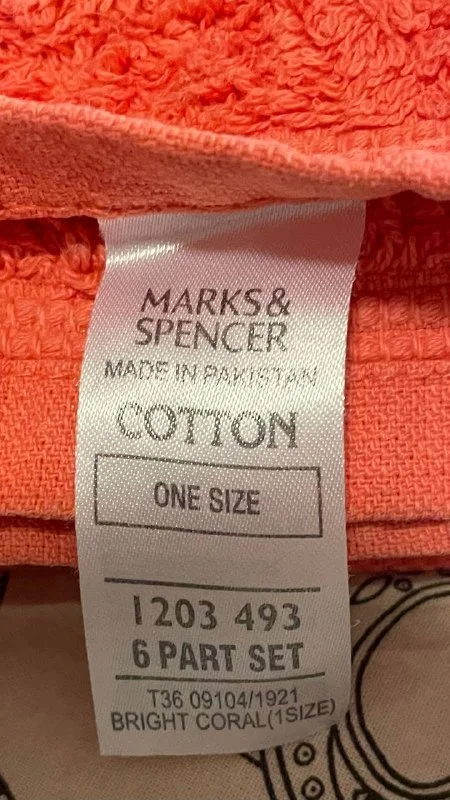 MARKS&
SPENCER
MADE IN PAKISTAN
COTTON
ONE SIZE
1203 493
6 PART SET
T36 09104/1921
BRIGHT CORAL(1SIZE)